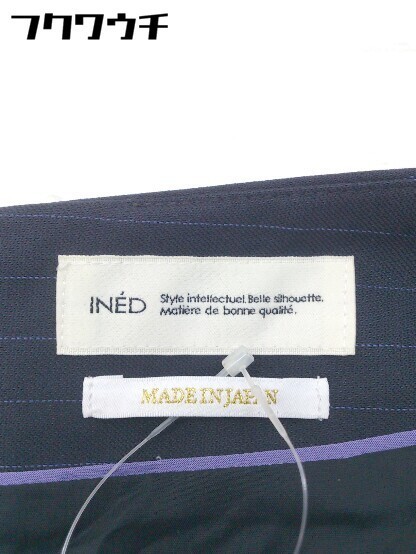 フクワウチ
INÉD
Style intellectuel. Belle silhouette.
Matière de bonne qualité.
MADE IN JAPAN